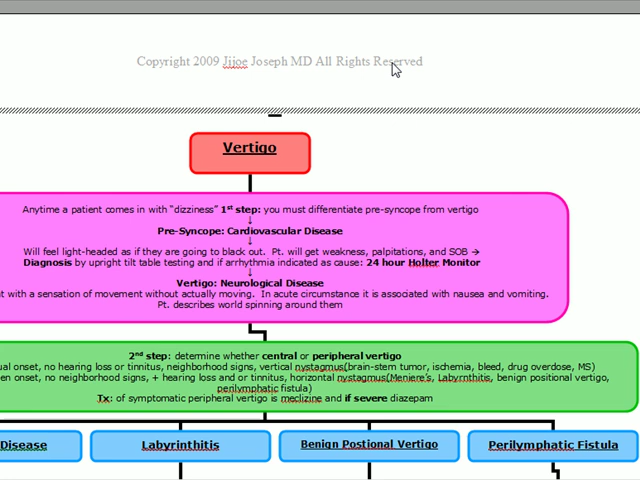 Copyright 2009 Jijoe Joseph MD All Rights Reserved
Vertigo
Anytime a patient comes in with “dizziness” 1st step: you must differentiate pre-syncope from vertigo
↓
Pre-Syncope: Cardiovascular Disease
↓
Will feel light-headed as if they are going to black out. Pt. will get weakness, palpitations, and SOB →
Diagnosis by upright tilt table testing and if arrhythmia indicated as cause: 24 hour Holter Monitor
↓
Vertigo: Neurological Disease
with a sensation of movement without actually moving. In acute circumstance it is associated with nausea and vomiting.
Pt. describes world spinning around them
2nd step: determine whether central or peripheral vertigo
onset, no hearing loss or tinnitus, neighborhood signs, vertical nystagmus(brain-stem tumor, ischemia, bleed, drug overdose, MS)
onset, no neighborhood signs, + hearing loss and or tinnitus, horizontal nystagmus(Meniere’s, Labyrnthitis, benign positional vertigo,
perilymphatic fistula)
Tx: of symptomatic peripheral vertigo is meclizine and if severe diazepam
Disease
Labyrinthitis
Benign Postional Vertigo
Perilymphatic Fistula